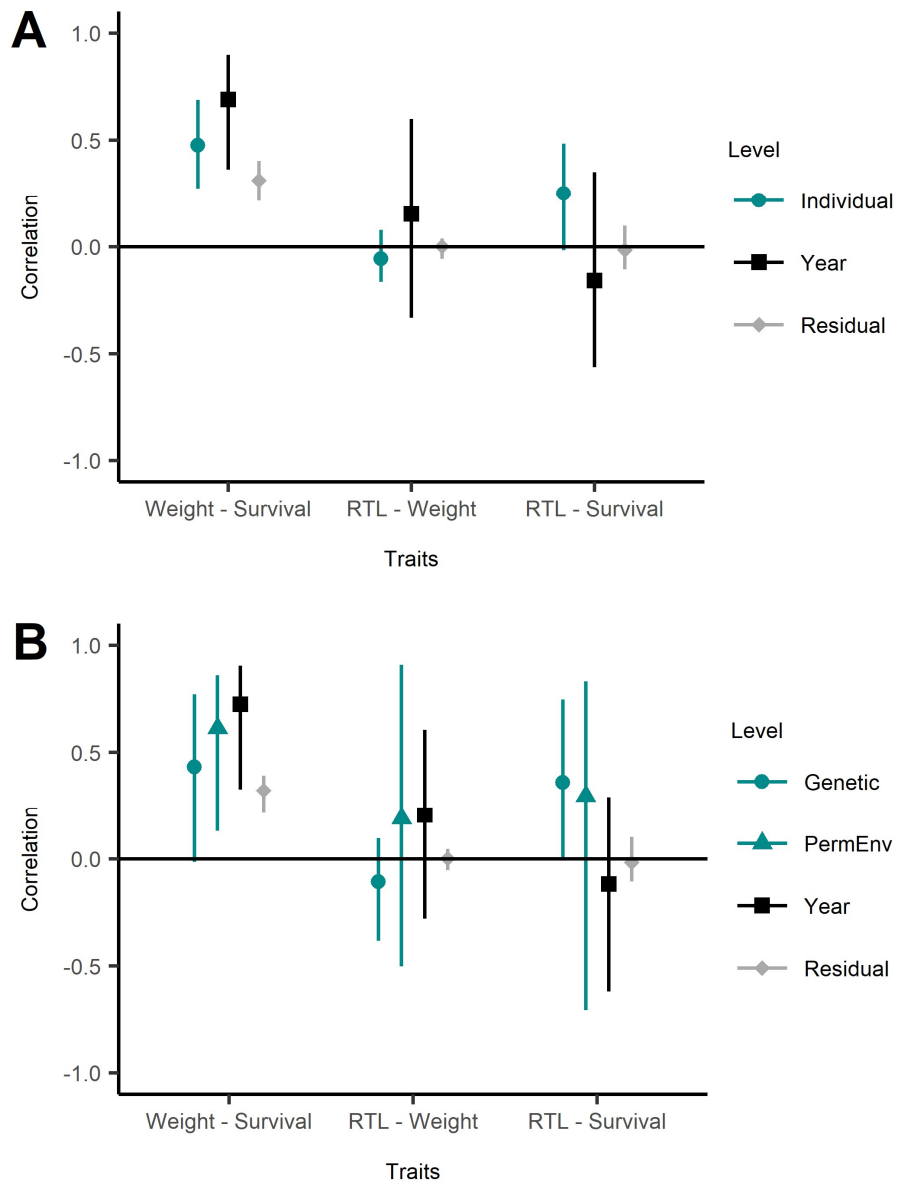 A
1.0
0.5
0.0
-0.5
-1.0
Correlation
Weight - Survival
RTL - Weight
RTL - Survival
Traits
Level
Individual
Year
Residual
B
1.0
0.5
0.0
-0.5
-1.0
Correlation
Weight - Survival
RTL - Weight
RTL - Survival
Traits
Level
Genetic
PermEnv
Year
Residual